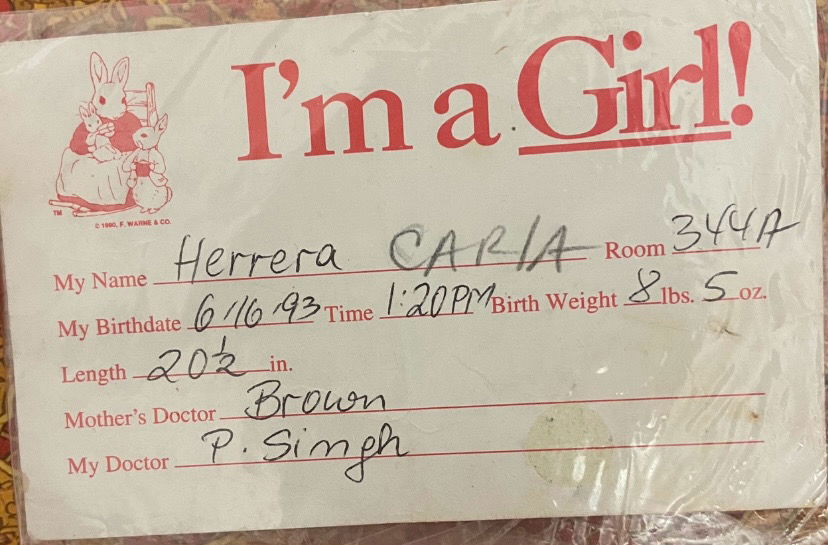 I'm a Girl!
TM
© 1990, F. WARNE & CO.
My Name Herrera CARIA Room 344A
My Birthdate 6/16/93 Time 1:20PM Birth Weight 8 lbs. 5 oz.
Length 20½ in.
Mother's Doctor Brown
My Doctor P. Singh